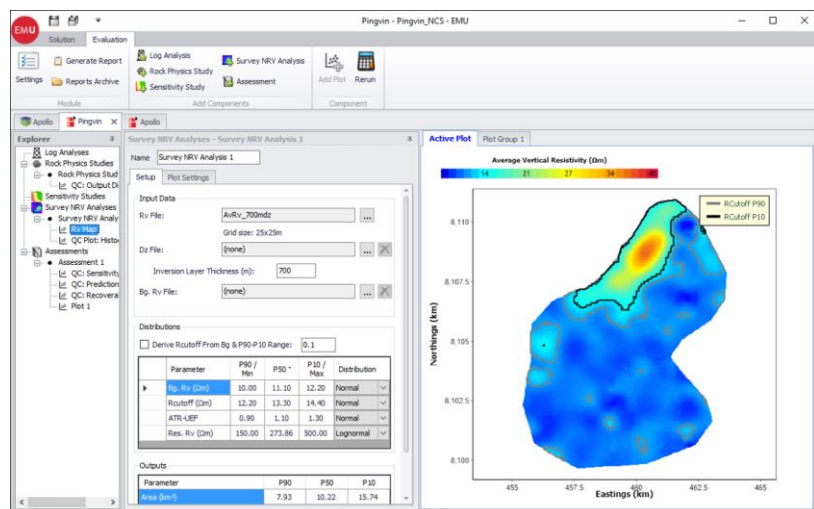 Pingvin - Pingvin_NCS - EMU
EMU
Solution Evaluation
Settings
Generate Report
Reports Archive
Module
Log Analysis
Rock Physics Study
Sensitivity Study
Survey NRV Analysis
Assessment
Add Components
Add Plot
Rerun
Component
Apollo Pingvin Apollo
Explorer
Log Analyses
Rock Physics Studies
Rock Physics Stud
QC: Output Di
Sensitivity Studies
Survey NRV Analyses
Survey NRV Analy
Rv Map
QC Plot: Histo
Assessments
Assessment 1
QC: Sensitivity
QC: Prediction
QC: Recovera
Plot 1
Survey NRV Analyses - Survey NRV Analysis 1
Name Survey NRV Analysis 1
Setup Plot Settings
Input Data
Rv File: AvRv_700mdz ...
Grid size: 25x25m
Dz File: (none) ...
Inversion Layer Thickness (m): 700
Bg. Rv File: (none) ...
Distributions
Derive Rcutoff From Bg & P90-P10 Range: 0.1
Parameter P90 / Min P50 P10 / Max Distribution
Bg. Rv (Ωm) 10.00 11.10 12.20 Normal
Rcutoff (Ωm) 12.20 13.30 14.40 Normal
ATR-UEF 0.90 1.10 1.30 Normal
Res. Rv (Ωm) 150.00 273.86 500.00 Lognormal
Outputs
Parameter P90 P50 P10
Area (km²) 7.93 10.22 15.74
Active Plot Plot Group 1
Average Vertical Resistivity (Ωm)
14 21 27 34 40
RCutoff P90
RCutoff P10
8,110
8,107.5
8,105
8,102.5
8,100
Northings (km)
455 457.5 460 462.5 465
Eastings (km)